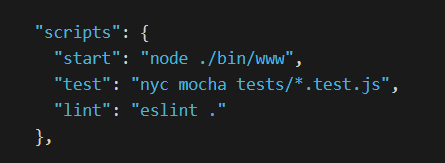 "scripts": {
"start": "node ./bin/www",
"test": "nyc mocha tests/*.test.js",
"lint": "eslint ."
},